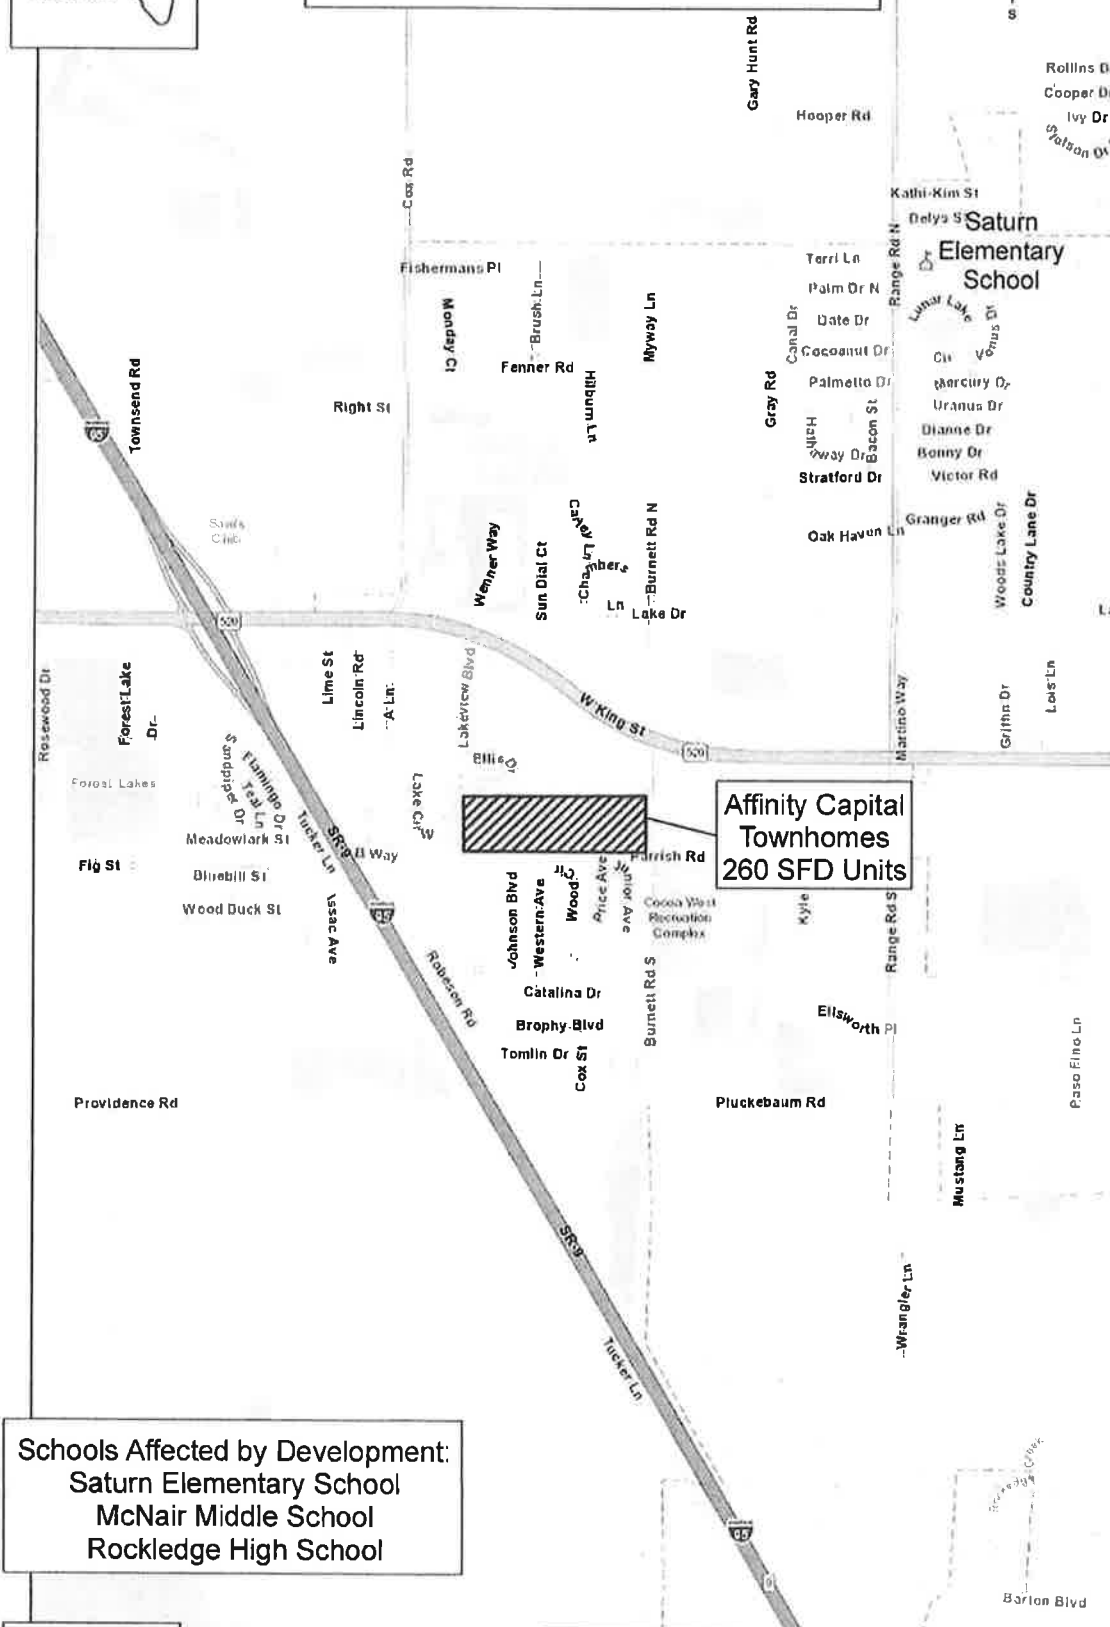 S
Gary Hunt Rd
Rollins D
Cooper D
Hooper Rd
Ivy Dr
Cox Rd
Kathi-Kim St
Delys S
Saturn
Elementary
School
Range Rd N
Fishermans Pl
Terri Ln
Palm Dr N
Lunar Lake
Monday Ct
Brush Ln
Myway Ln
Canal Dr
Date Dr
Venus Dr
Cocoanut Dr
Cir
Townsend Rd
Fenner Rd
Hilburn Ln
Gray Rd
Palmetto Dr
Mercury Dr
Right St
Uranus Dr
95
Hath
Bacon St
Dianne Dr
away Dr
Bonny Dr
Stratford Dr
Victor Rd
Sam's
Club
Wenner Way
Sun Dial Ct
Carley Ln
Chambers
Ln
Burnett Rd N
Lake Dr
Oak Haven Ln
Granger Rd
Woods Lake Dr
Country Lane Dr
520
Rosewood Dr
Forest Lake
Dr
Lime St
Lincoln Rd
A Ln
Lakeview Blvd
W King St
520
Martino Way
Griffin Dr
Lois Ln
Ellis Dr
Forest Lakes
Sandpiper Dr
Flamingo Dr
Teal Ln
Lake Cir
W
Affinity Capital
Townhomes
260 SFD Units
Meadowlark St
Tucker Ln
SR-9
B Way
Parrish Rd
Fig St
Bluebill St
Wood Duck St
Issac Ave
95
Johnson Blvd
Western Ave
Wood
Cir
Price Ave
Junior Ave
Cocoa West
Recreation
Complex
Kyle
Range Rd S
Robeson Rd
Catalina Dr
Burnett Rd S
Brophy Blvd
Ellsworth Pl
Tomlin Dr
Cox St
Paso Fino Ln
Providence Rd
Pluckebaum Rd
Mustang Ln
SR-9
Wrangler Ln
Tucker Ln
Schools Affected by Development:
Saturn Elementary School
McNair Middle School
Rockledge High School
95
9
Barton Blvd